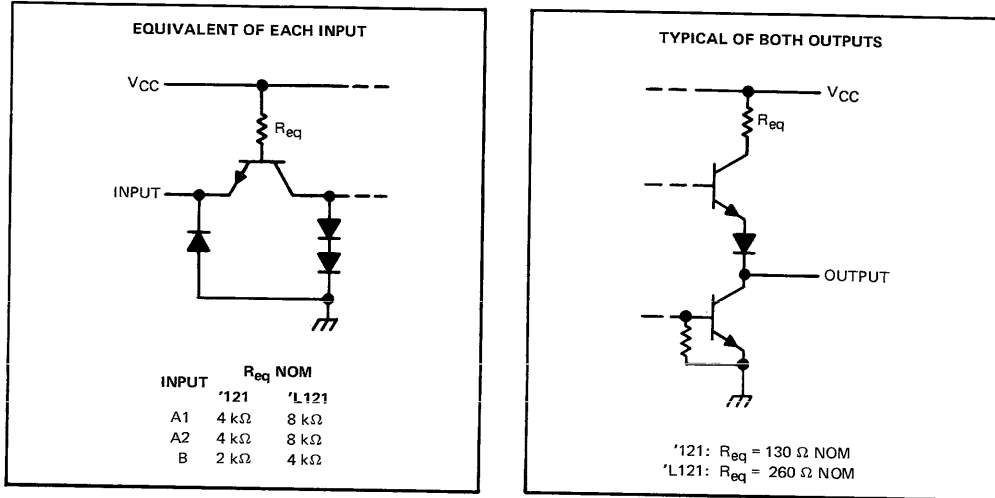 EQUIVALENT OF EACH INPUT
VCC
Req
INPUT
INPUT Req NOM
'121 'L121
A1 4 kΩ 8 kΩ
A2 4 kΩ 8 kΩ
B 2 kΩ 4 kΩ
TYPICAL OF BOTH OUTPUTS
VCC
Req
OUTPUT
'121: Req = 130 Ω NOM
'L121: Req = 260 Ω NOM